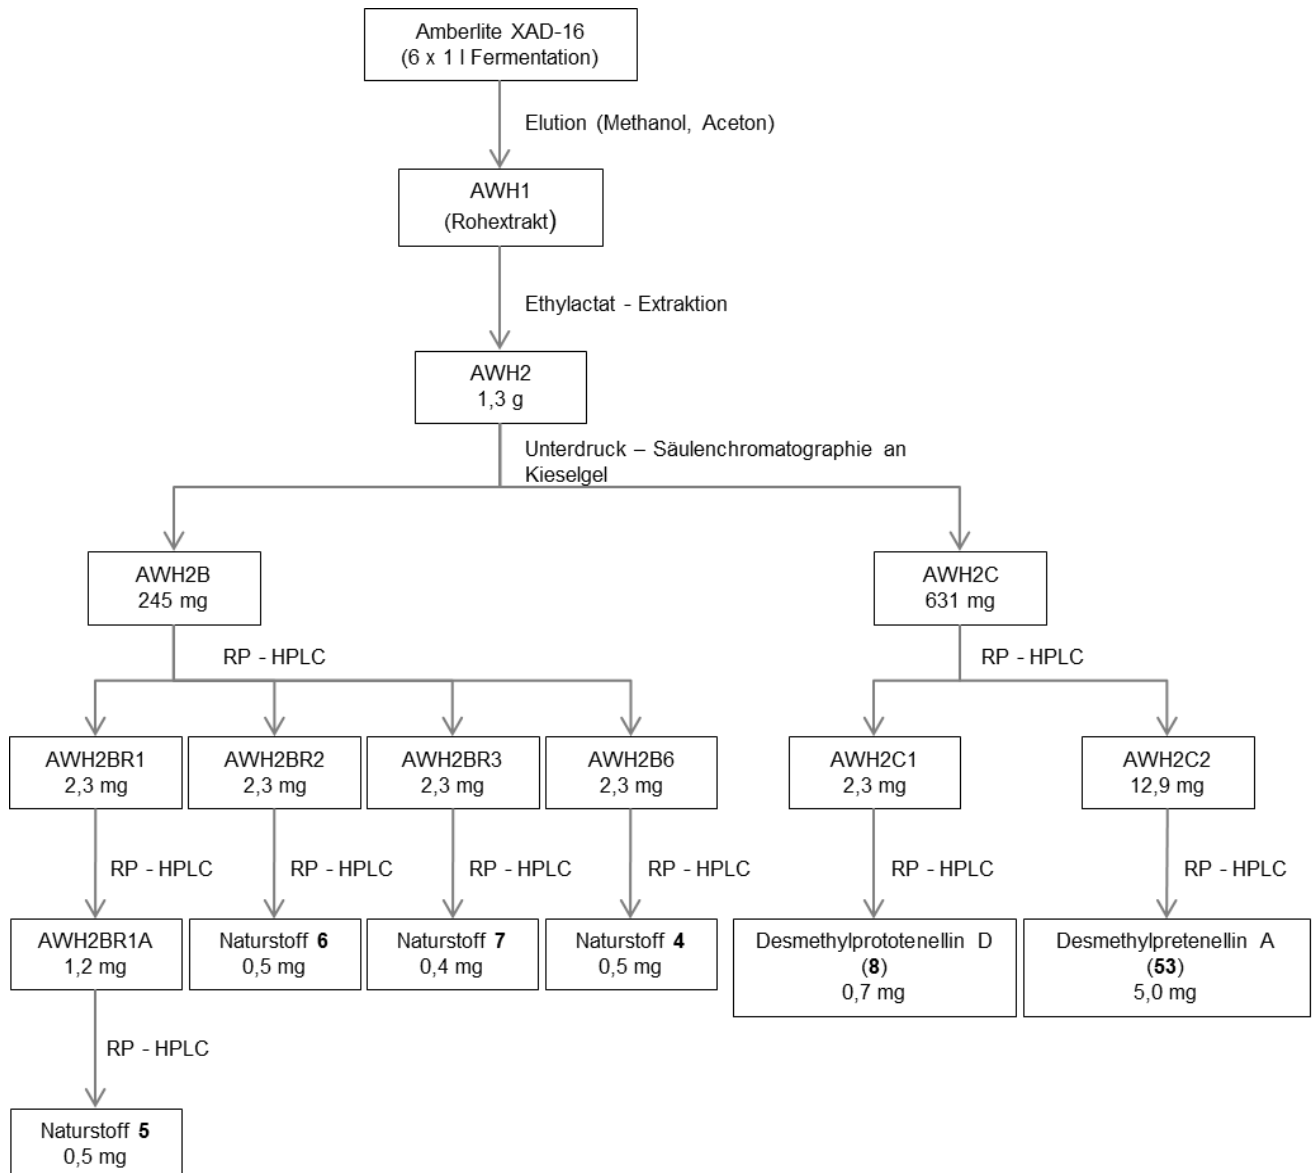 Amberlite XAD-16
(6 x 1 l Fermentation)
Elution (Methanol, Aceton)
AWH1
(Rohextrakt)
Ethylactat - Extraktion
AWH2
1,3 g
Unterdruck – Säulenchromatographie an
Kieselgel
AWH2B
245 mg
AWH2C
631 mg
RP - HPLC
RP - HPLC
AWH2BR1
2,3 mg
AWH2BR2
2,3 mg
AWH2BR3
2,3 mg
AWH2B6
2,3 mg
AWH2C1
2,3 mg
AWH2C2
12,9 mg
RP - HPLC
RP - HPLC
RP - HPLC
RP - HPLC
RP - HPLC
RP - HPLC
AWH2BR1A
1,2 mg
Naturstoff 6
0,5 mg
Naturstoff 7
0,4 mg
Naturstoff 4
0,5 mg
Desmethylprototenellin D
(8)
0,7 mg
Desmethylpretenellin A
(53)
5,0 mg
RP - HPLC
Naturstoff 5
0,5 mg